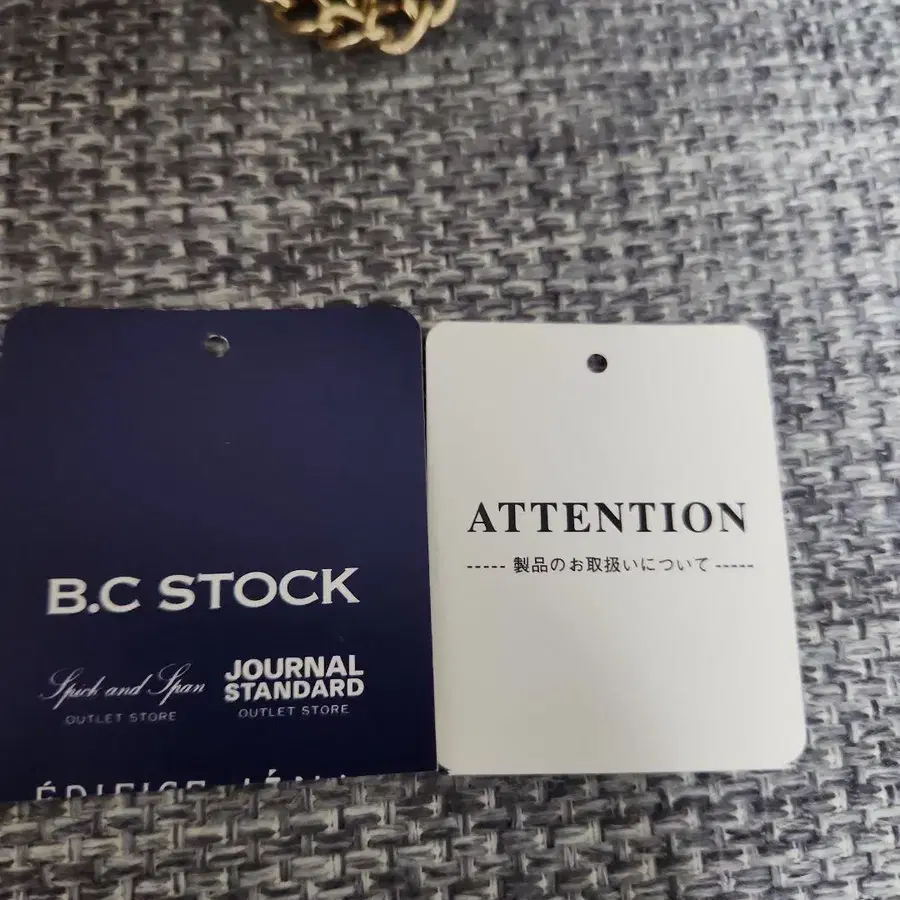 B.C STOCK
Spick and Span
OUTLET STORE
JOURNAL
STANDARD
OUTLET STORE
ÉDIFICE
ATTENTION
----- 製品のお取扱いについて -----